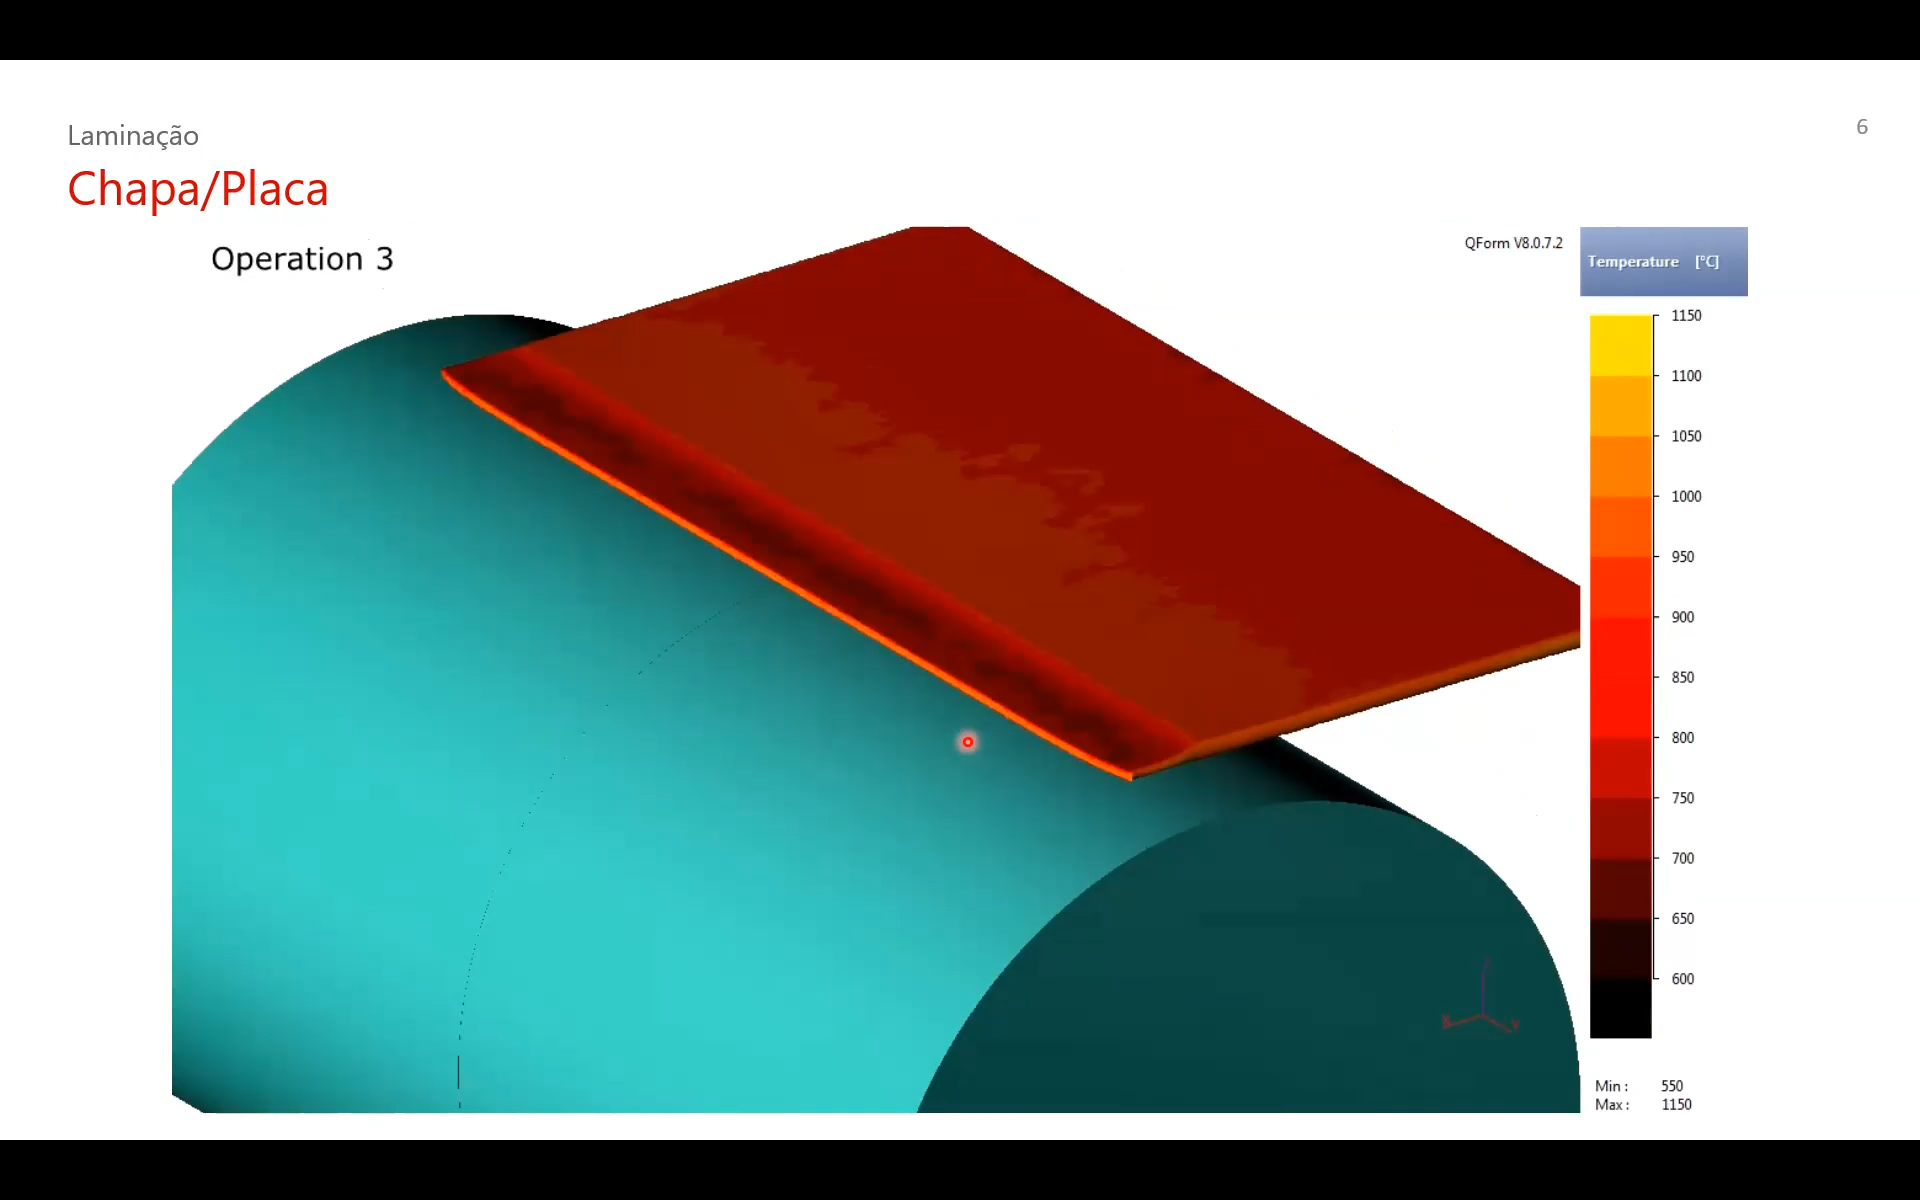 Laminação
6
Chapa/Placa
Operation 3
QForm V8.0.7.2
Temperature [°C]
1150
1100
1050
1000
950
900
850
800
750
700
650
600
Min : 550
Max : 1150